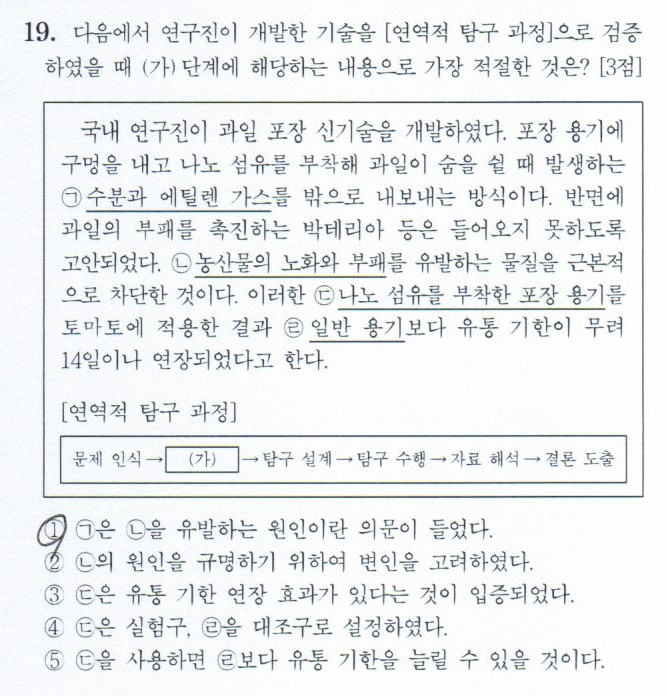 19. 다음에서 연구진이 개발한 기술을 [연역적 탐구 과정]으로 검증
하였을 때 (가) 단계에 해당하는 내용으로 가장 적절한 것은? [3점]
국내 연구진이 과일 포장 신기술을 개발하였다. 포장 용기에
구멍을 내고 나노 섬유를 부착해 과일이 숨을 쉴 때 발생하는
㉠수분과 에틸렌 가스를 밖으로 내보내는 방식이다. 반면에
과일의 부패를 촉진하는 박테리아 등은 들어오지 못하도록
고안되었다. ㉡농산물의 노화와 부패를 유발하는 물질을 근본적
으로 차단한 것이다. 이러한 ㉢나노 섬유를 부착한 포장 용기를
토마토에 적용한 결과 ㉣일반 용기보다 유통 기한이 무려
14일이나 연장되었다고 한다.
[연역적 탐구 과정]
문제 인식→(가)→탐구 설계→탐구 수행→자료 해석→결론 도출
① ㉠은 ㉡을 유발하는 원인이란 의문이 들었다.
② ㉡의 원인을 규명하기 위하여 변인을 고려하였다.
③ ㉢은 유통 기한 연장 효과가 있다는 것이 입증되었다.
④ ㉢은 실험구, ㉣을 대조구로 설정하였다.
⑤ ㉢을 사용하면 ㉣보다 유통 기한을 늘릴 수 있을 것이다.